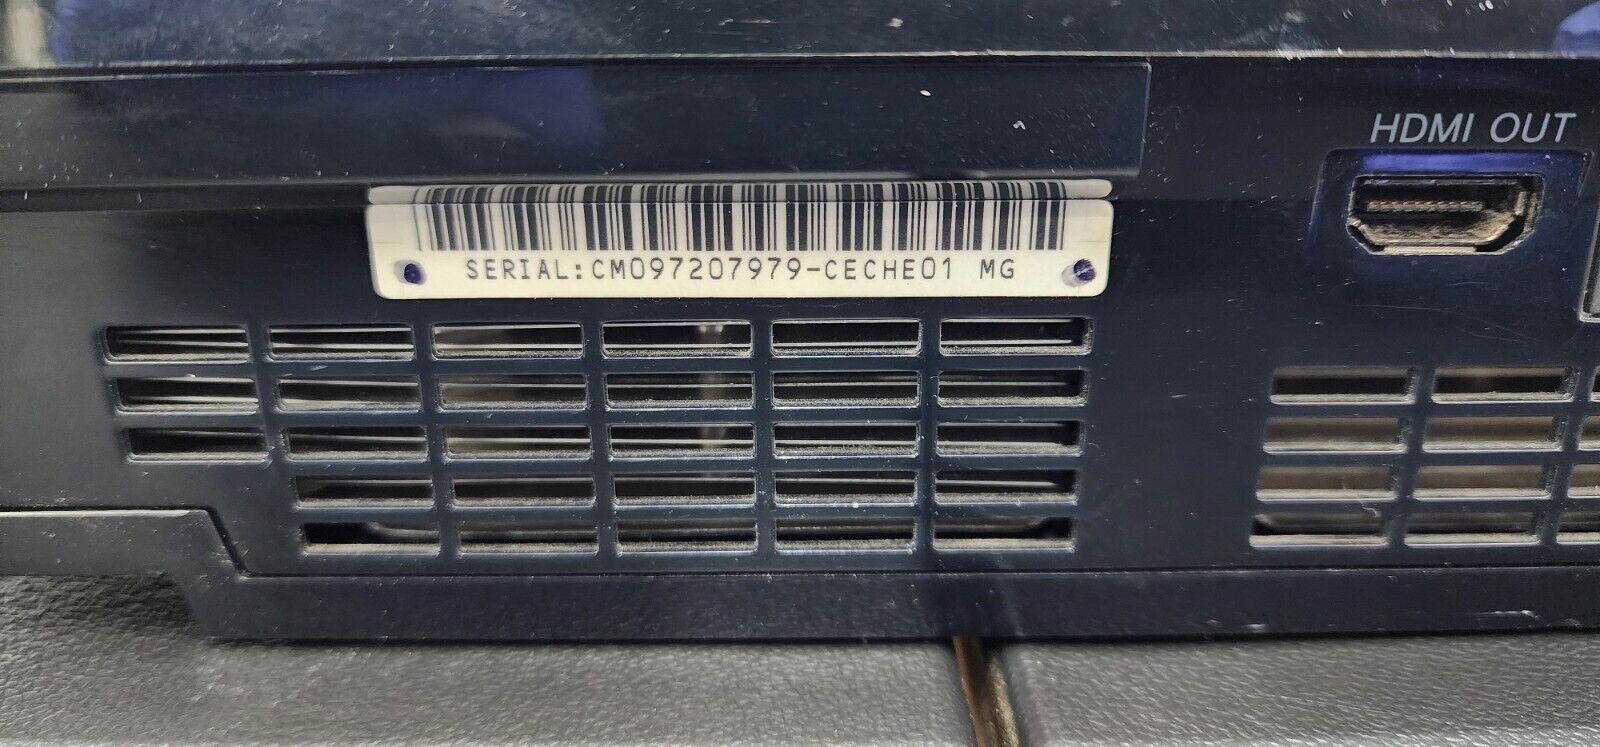 HDMI OUT
SERIAL:CM097207979-CECHE01 MG